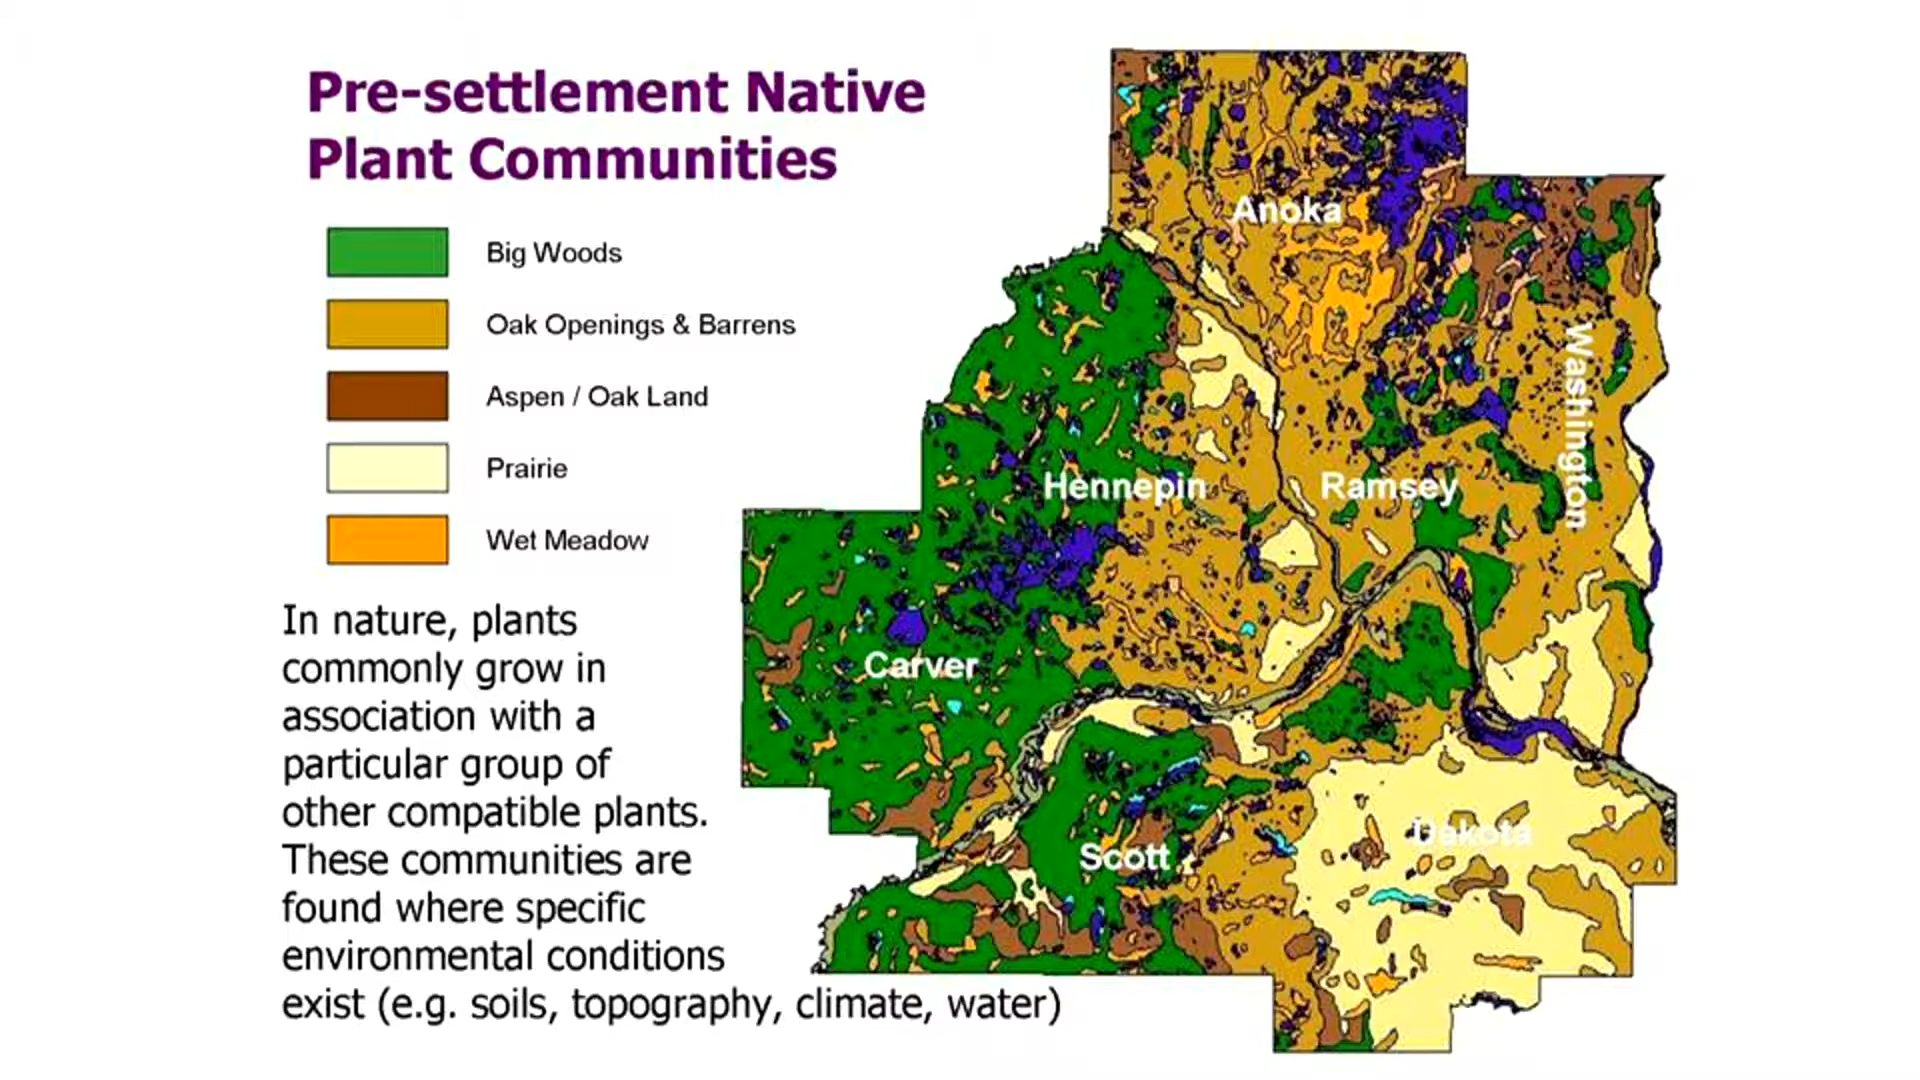 Pre-settlement Native
Plant Communities
Big Woods
Oak Openings & Barrens
Aspen / Oak Land
Prairie
Wet Meadow
In nature, plants
commonly grow in
association with a
particular group of
other compatible plants.
These communities are
found where specific
environmental conditions
exist (e.g. soils, topography, climate, water)
Anoka
Washington
Hennepin
Ramsey
Carver
Scott
Dakota